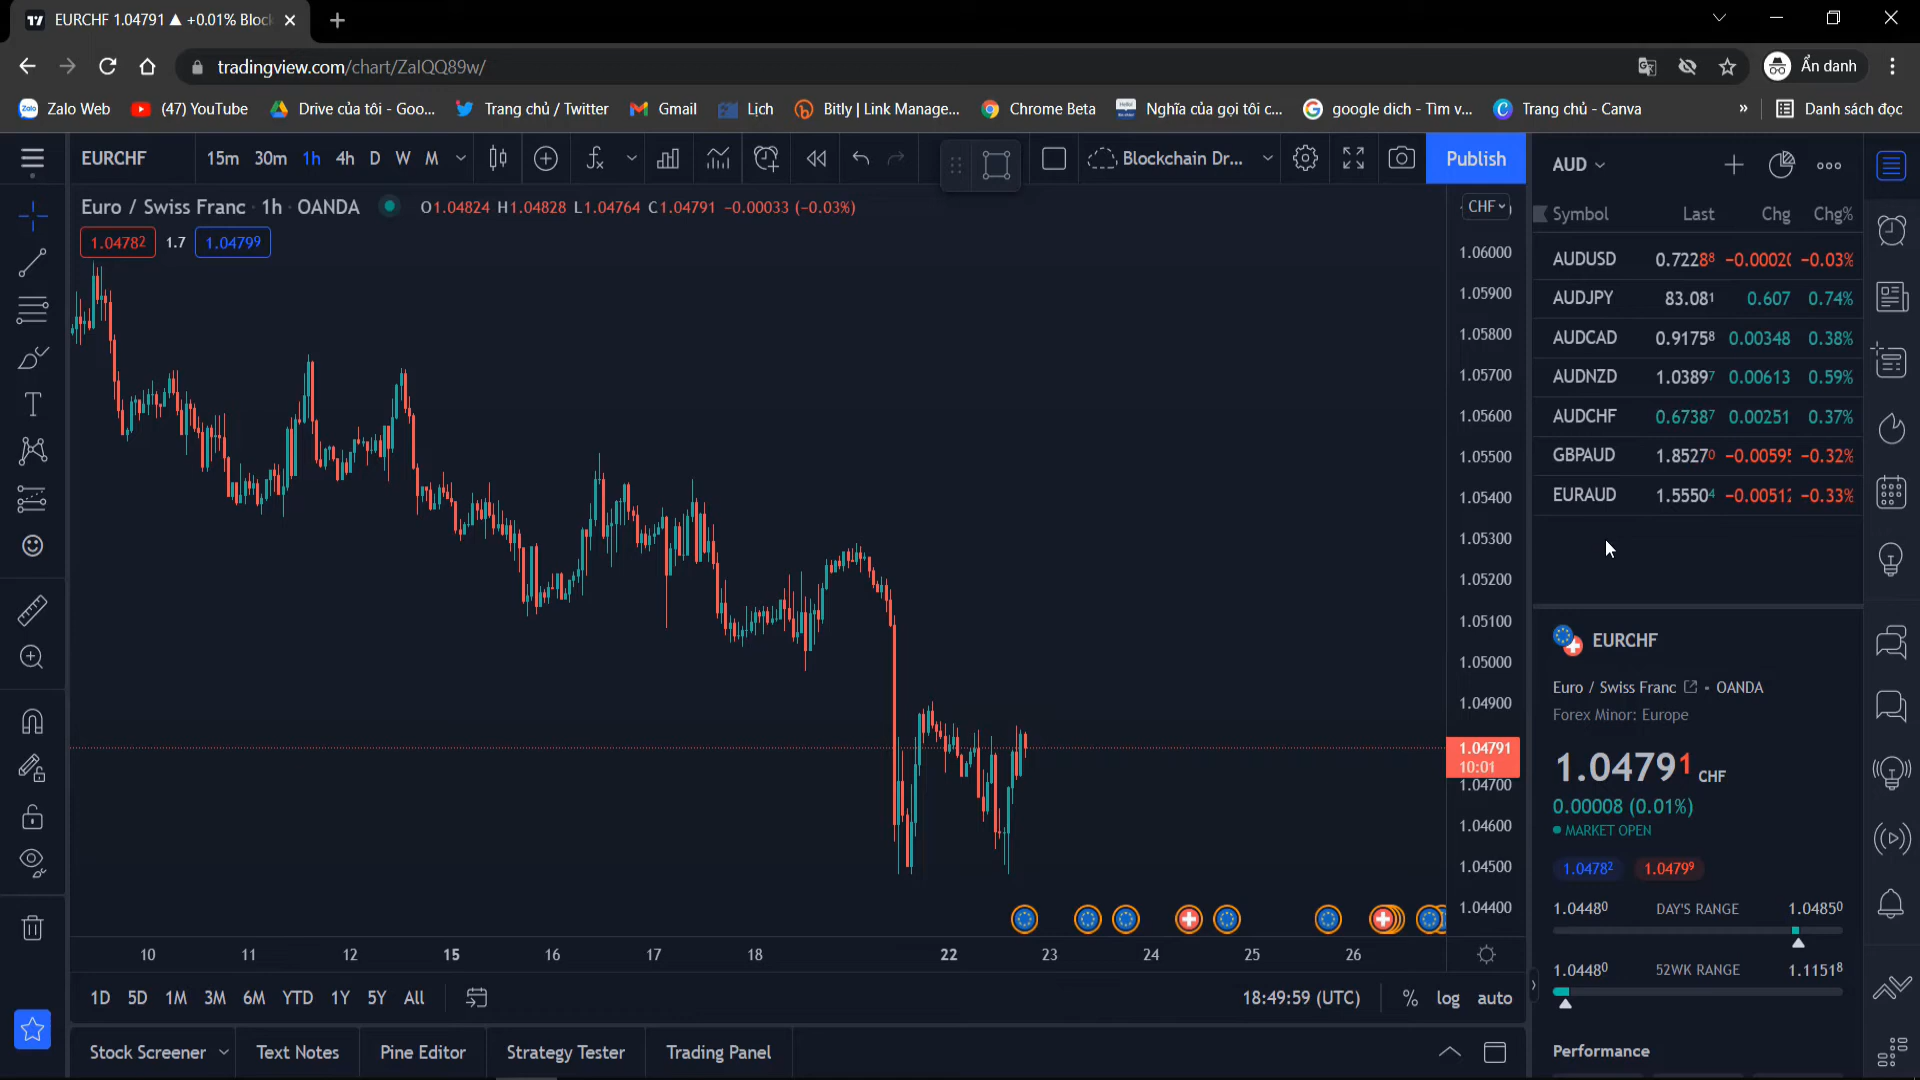 EURCHF 1.04791 ▲ +0.01% Bloc
tradingview.com/chart/ZaIQQ89w/
Ẩn danh
Zalo Web
(47) YouTube
Drive của tôi - Goo...
Trang chủ / Twitter
Gmail
Lịch
Bitly | Link Manage...
Chrome Beta
Nghĩa của gọi tôi c...
google dich - Tìm v...
Trang chủ - Canva
»
Danh sách đọc
EURCHF
15m 30m 1h 4h D W M
Blockchain Dr...
Publish
AUD
Euro / Swiss Franc · 1h · OANDA
O1.04824 H1.04828 L1.04764 C1.04791 −0.00033 (−0.03%)
CHF
1.04782 1.7 1.04799
Symbol Last Chg Chg%
AUDUSD 0.72288 −0.0002 −0.03%
AUDJPY 83.081 0.607 0.74%
AUDCAD 0.91758 0.00348 0.38%
AUDNZD 1.03897 0.00613 0.59%
AUDCHF 0.67387 0.00251 0.37%
GBPAUD 1.85270 −0.0059 −0.32%
EURAUD 1.55504 −0.0051 −0.33%
1.06000
1.05900
1.05800
1.05700
1.05600
1.05500
1.05400
1.05300
1.05200
1.05100
1.05000
1.04900
1.04791
10:01
1.04700
1.04600
1.04500
1.04400
EURCHF
Euro / Swiss Franc • OANDA
Forex Minor: Europe
1.04791 CHF
0.00008 (0.01%)
MARKET OPEN
1.04782 1.04799
1.04480 DAY'S RANGE 1.04850
1.04480 52WK RANGE 1.11518
Performance
10 11 12 15 16 17 18 22 23 24 25 26
1D 5D 1M 3M 6M YTD 1Y 5Y All
18:49:59 (UTC) % log auto
Stock Screener Text Notes Pine Editor Strategy Tester Trading Panel